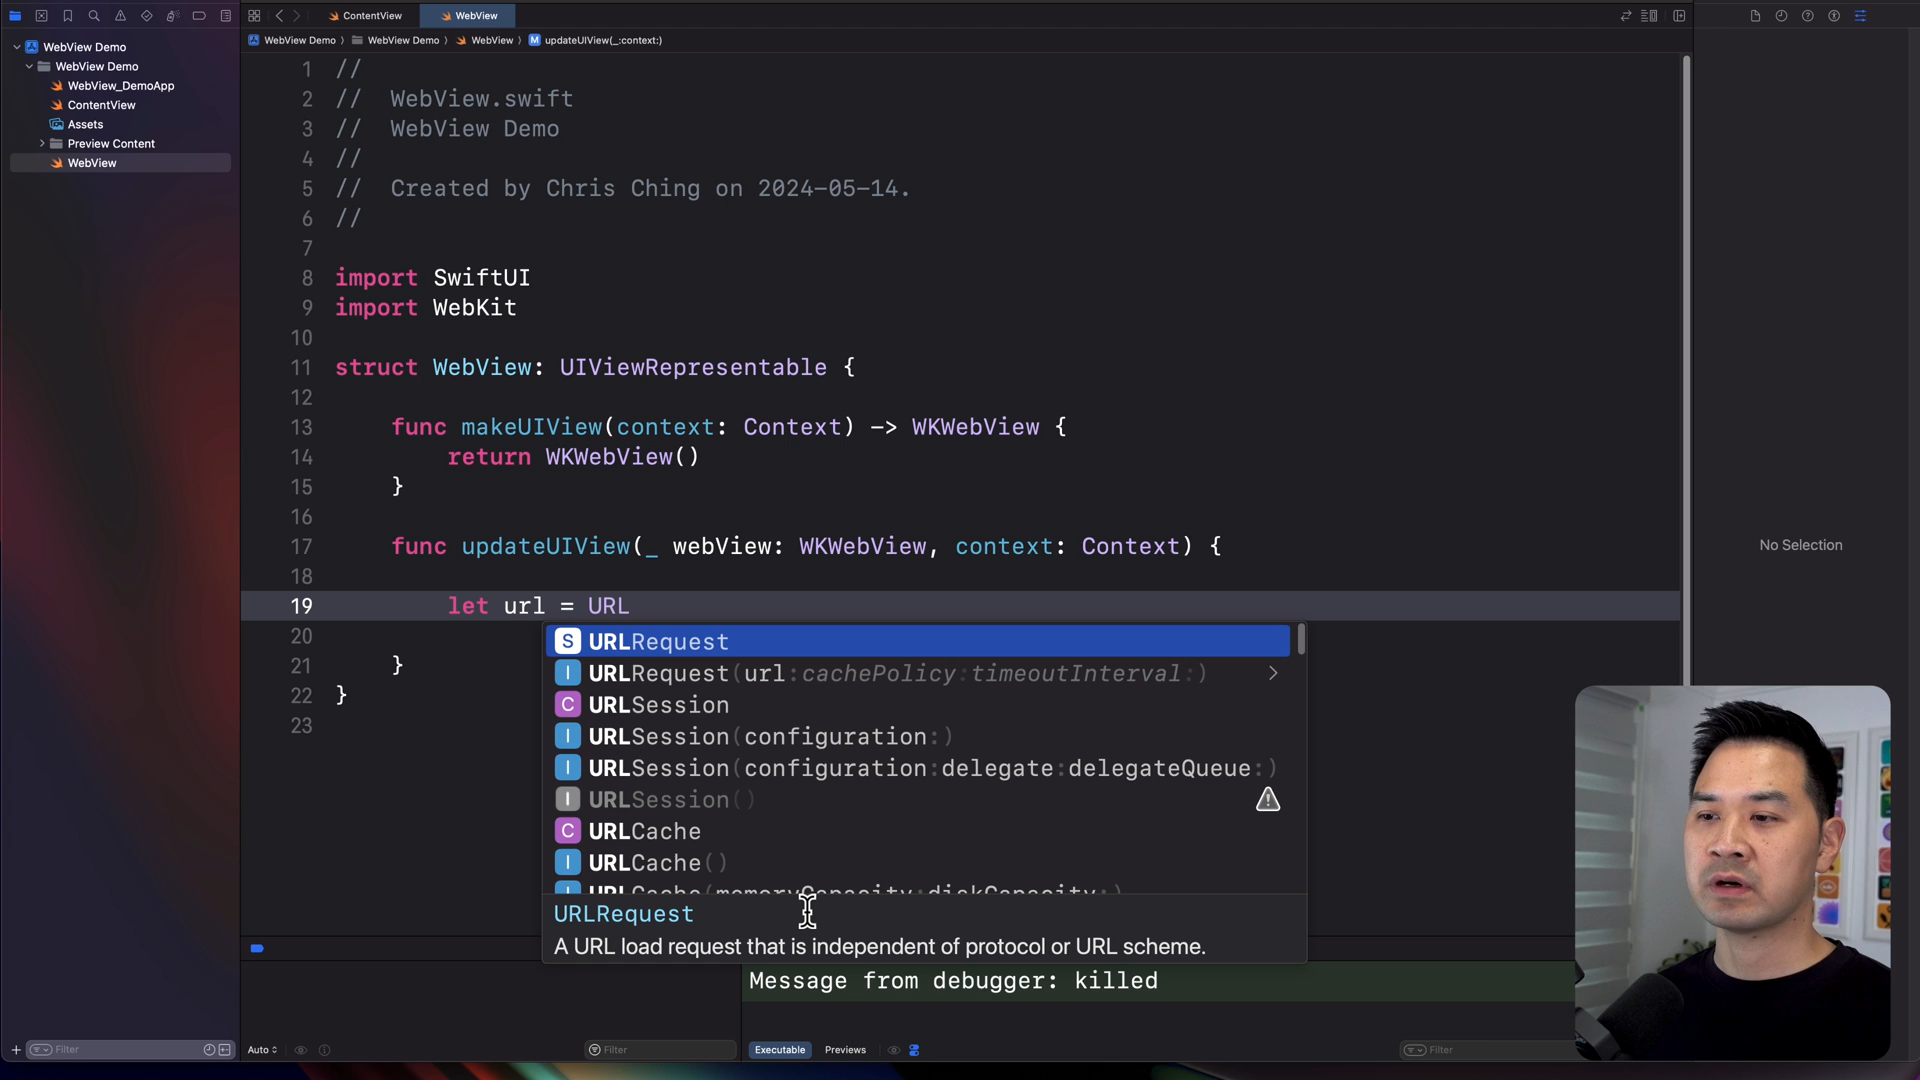 ContentView
WebView
WebView Demo
WebView Demo
WebView_DemoApp
ContentView
Assets
Preview Content
WebView
WebView Demo
WebView Demo
WebView
M
updateUIView(_:context:)
1 //
2 // WebView.swift
3 // WebView Demo
4 //
5 // Created by Chris Ching on 2024-05-14.
6 //
7
8 import SwiftUI
9 import WebKit
10
11 struct WebView: UIViewRepresentable {
12
13 func makeUIView(context: Context) -> WKWebView {
14 return WKWebView()
15 }
16
17 func updateUIView(_ webView: WKWebView, context: Context) {
18
19 let url = URL
20
21 }
22 }
23
S URLRequest
I URLRequest(url:cachePolicy:timeoutInterval:)
C URLSession
I URLSession(configuration:)
I URLSession(configuration:delegate:delegateQueue:)
I URLSession()
C URLCache
I URLCache()
I URLCache(memoryCapacity:diskCapacity:)
URLRequest
A URL load request that is independent of protocol or URL scheme.
No Selection
Message from debugger: killed
Filter
Auto
Filter
Executable
Previews
Filter